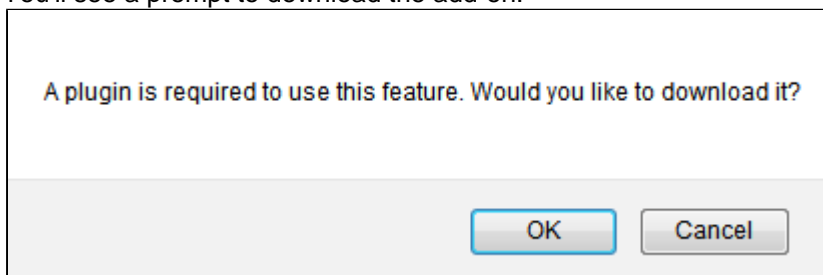 You'll see a prompt to download the add-on.
A plugin is required to use this feature. Would you like to download it?
OK
Cancel